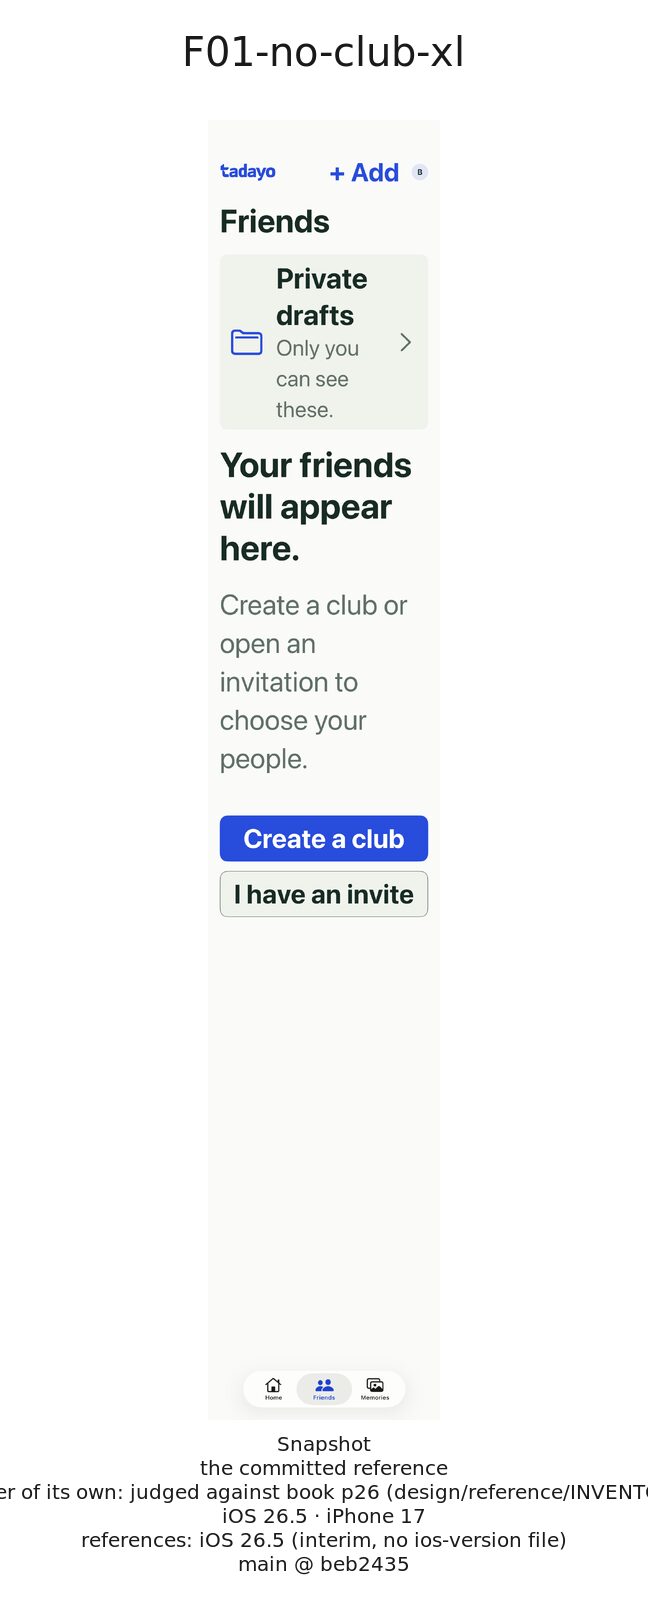 F01-no-club-xl
tadayo
+ Add
B
Friends
Private
drafts
Only you
can see
these.
Your friends
will appear
here.
Create a club or
open an
invitation to
choose your
people.
Create a club
I have an invite
Home
Friends
Memories
Snapshot
the committed reference
of its own: judged against book p26 (design/reference/
iOS 26.5 · iPhone 17
references: iOS 26.5 (interim, no ios-version file)
main @ beb2435